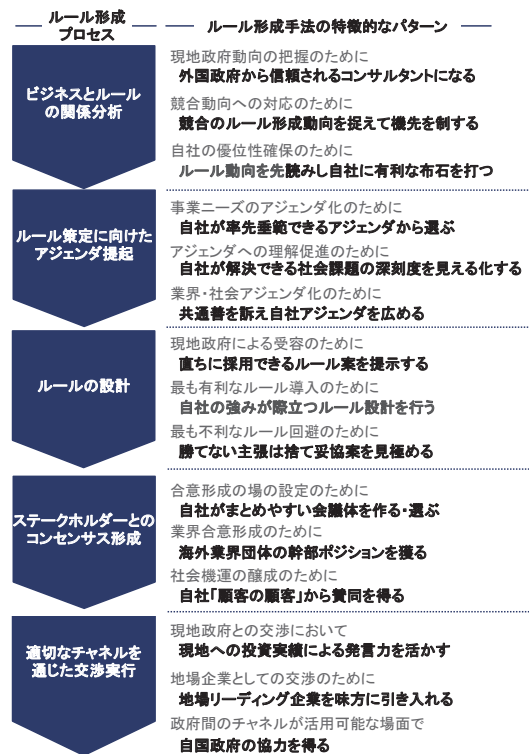 ルール形成
プロセス
ルール形成手法の特徴的なパターン
ビジネスとルール
の関係分析
現地政府動向の把握のために
外国政府から信頼されるコンサルタントになる
競合動向への対応のために
競合のルール形成動向を捉えて機先を制する
自社の優位性確保のために
ルール動向を先読みし自社に有利な布石を打つ
ルール策定に向けた
アジェンダ提起
事業ニーズのアジェンダ化のために
自社が率先垂範できるアジェンダから選ぶ
アジェンダへの理解促進のために
自社が解決できる社会課題の深刻度を見える化する
業界・社会アジェンダ化のために
共通善を訴え自社アジェンダを広める
ルールの設計
現地政府による受容のために
直ちに採用できるルール案を提示する
最も有利なルール導入のために
自社の強みが際立つルール設計を行う
最も不利なルール回避のために
勝てない主張は捨て妥協案を見極める
ステークホルダーとの
コンセンサス形成
合意形成の場の設定のために
自社がまとめやすい会議体を作る・選ぶ
業界合意形成のために
海外業界団体の幹部ポジションを獲る
社会機運の醸成のために
自社「顧客の顧客」から賛同を得る
適切なチャネルを
通じた交渉実行
現地政府との交渉において
現地への投資実績による発言力を活かす
地場企業としての交渉のために
地場リーディング企業を味方に引き入れる
政府間のチャネルが活用可能な場面で
自国政府の協力を得る